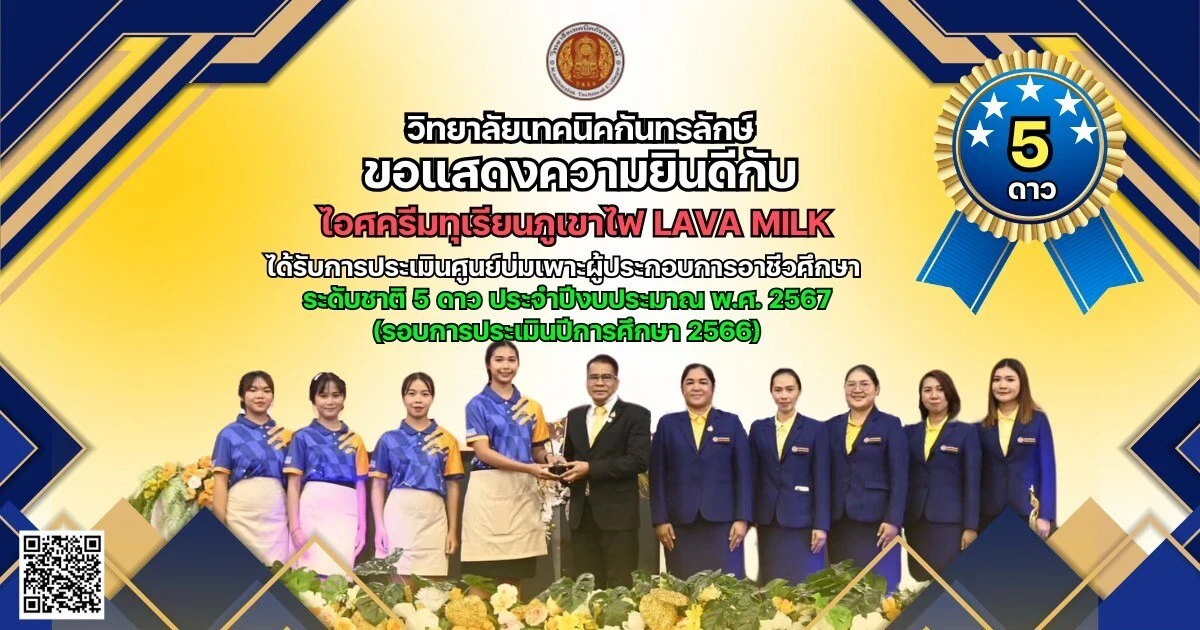 วิทยาลัยเทคนิคกันทรลักษ์
ขอแสดงความยินดีกับ
ไอศครีมทุเรียนภูเขาไฟ LAVA MILK
ได้รับการประเมินศูนย์บ่มเพาะผู้ประกอบการอาชีวศึกษา
ระดับชาติ 5 ดาว ประจำปีงบประมาณ พ.ศ. 2567
(รอบการประเมินปีการศึกษา 2566)
5
ดาว